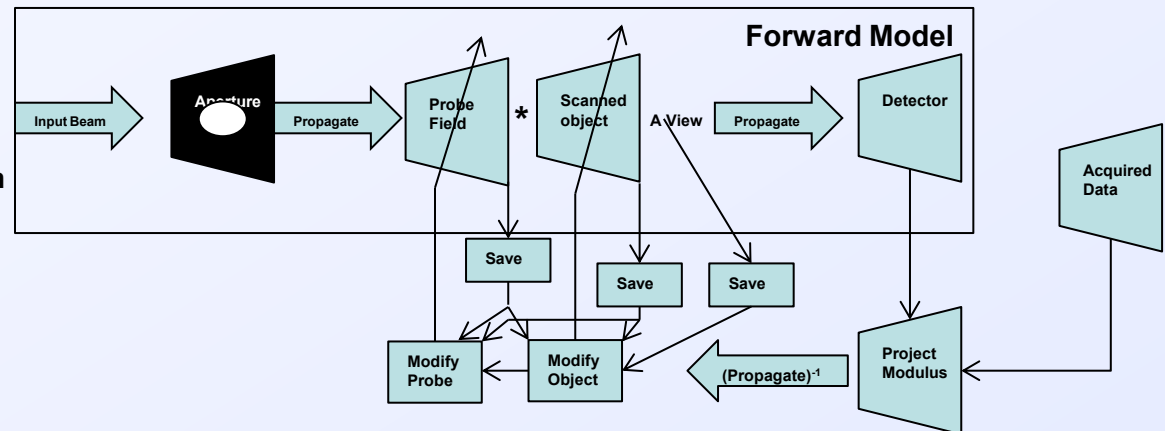 Forward Model
Input Beam
Aperture
Propagate
Probe
Field
*
Scanned
object
A View
Propagate
Detector
n
Acquired
Data
Save
Save
Save
Modify
Probe
Modify
Object
(Propagate)-1
Project
Modulus